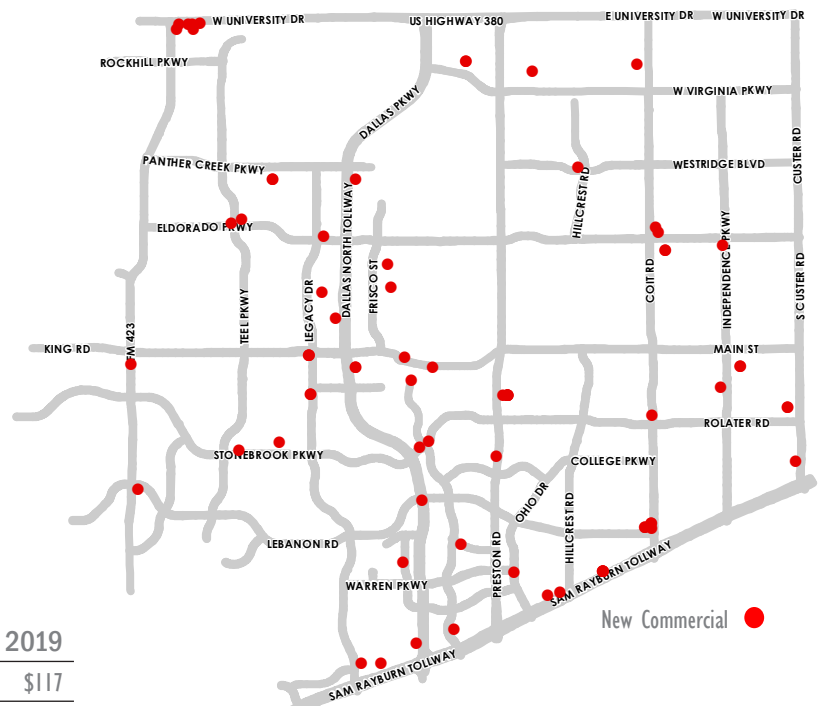 W UNIVERSITY DR
US HIGHWAY 380
E UNIVERSITY DR
W UNIVERSITY DR
ROCKHILL PKWY
DALLAS PKWY
W VIRGINIA PKWY
CUSTER RD
PANTHER CREEK PKWY
WESTRIDGE BLVD
HILLCREST RD
ELDORADO PKWY
DALLAS NORTH TOLLWAY
FRISCO ST
INDEPENDENCE PKWY
COIT RD
S CUSTER RD
TEEL PKWY
LEGACY DR
FM 423
KING RD
MAIN ST
ROLATER RD
STONEBROOK PKWY
COLLEGE PKWY
OHIO DR
HILLCREST RD
LEBANON RD
PRESTON RD
WARREN PKWY
SAM RAYBURN TOLLWAY
New Commercial
2019
$117
SAM RAYBURN TOLLWAY